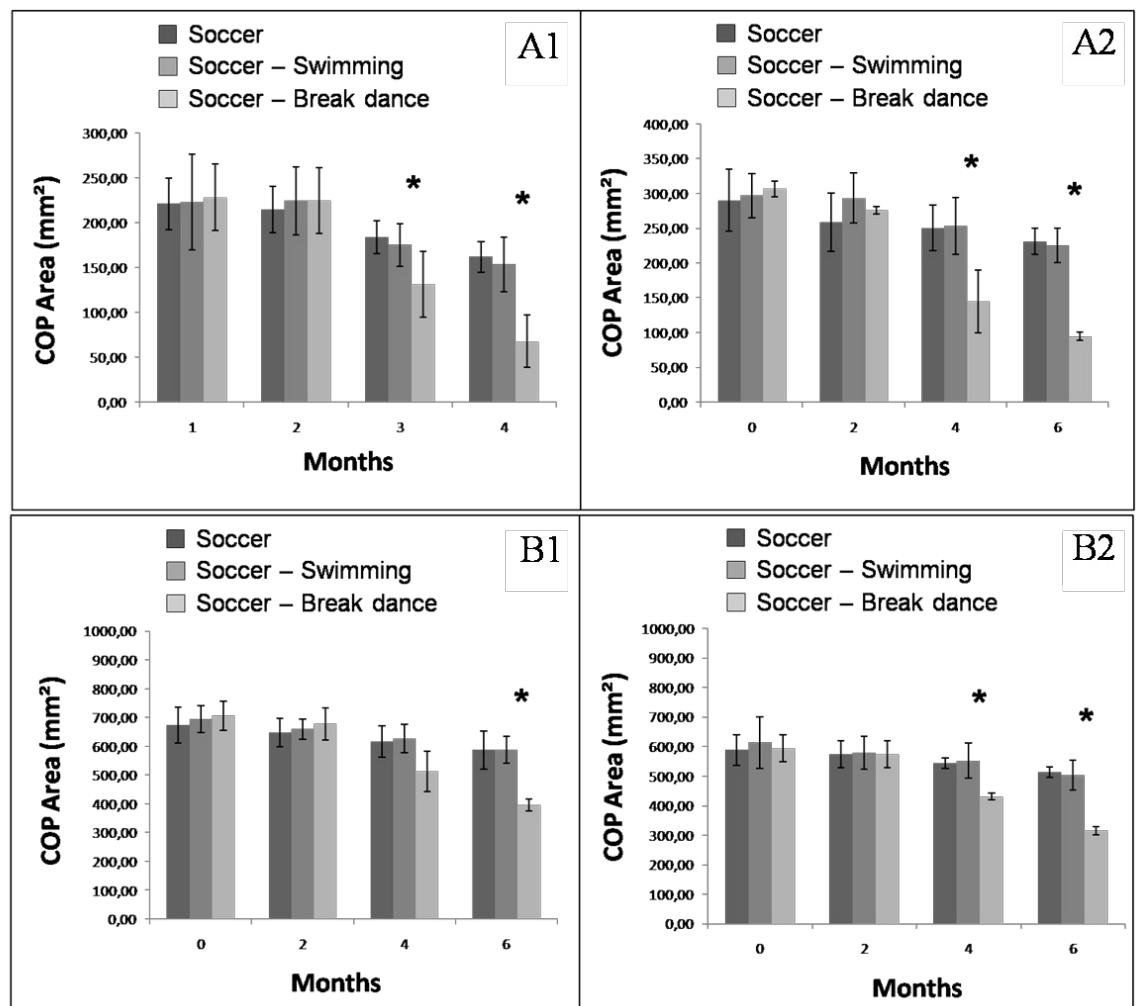 Soccer
Soccer – Swimming
Soccer – Break dance
A1
COP Area (mm²)
300,00
250,00
200,00
150,00
100,00
50,00
0,00
*
*
1 2 3 4
Months
Soccer
Soccer – Swimming
Soccer – Break dance
A2
COP Area (mm²)
400,00
350,00
300,00
250,00
200,00
150,00
100,00
50,00
0,00
*
*
0 2 4 6
Months
Soccer
Soccer – Swimming
Soccer – Break dance
B1
COP Area (mm²)
1000,00
900,00
800,00
700,00
600,00
500,00
400,00
300,00
200,00
100,00
0,00
*
0 2 4 6
Months
Soccer
Soccer – Swimming
Soccer – Break dance
B2
COP Area (mm²)
1000,00
900,00
800,00
700,00
600,00
500,00
400,00
300,00
200,00
100,00
0,00
*
*
0 2 4 6
Months